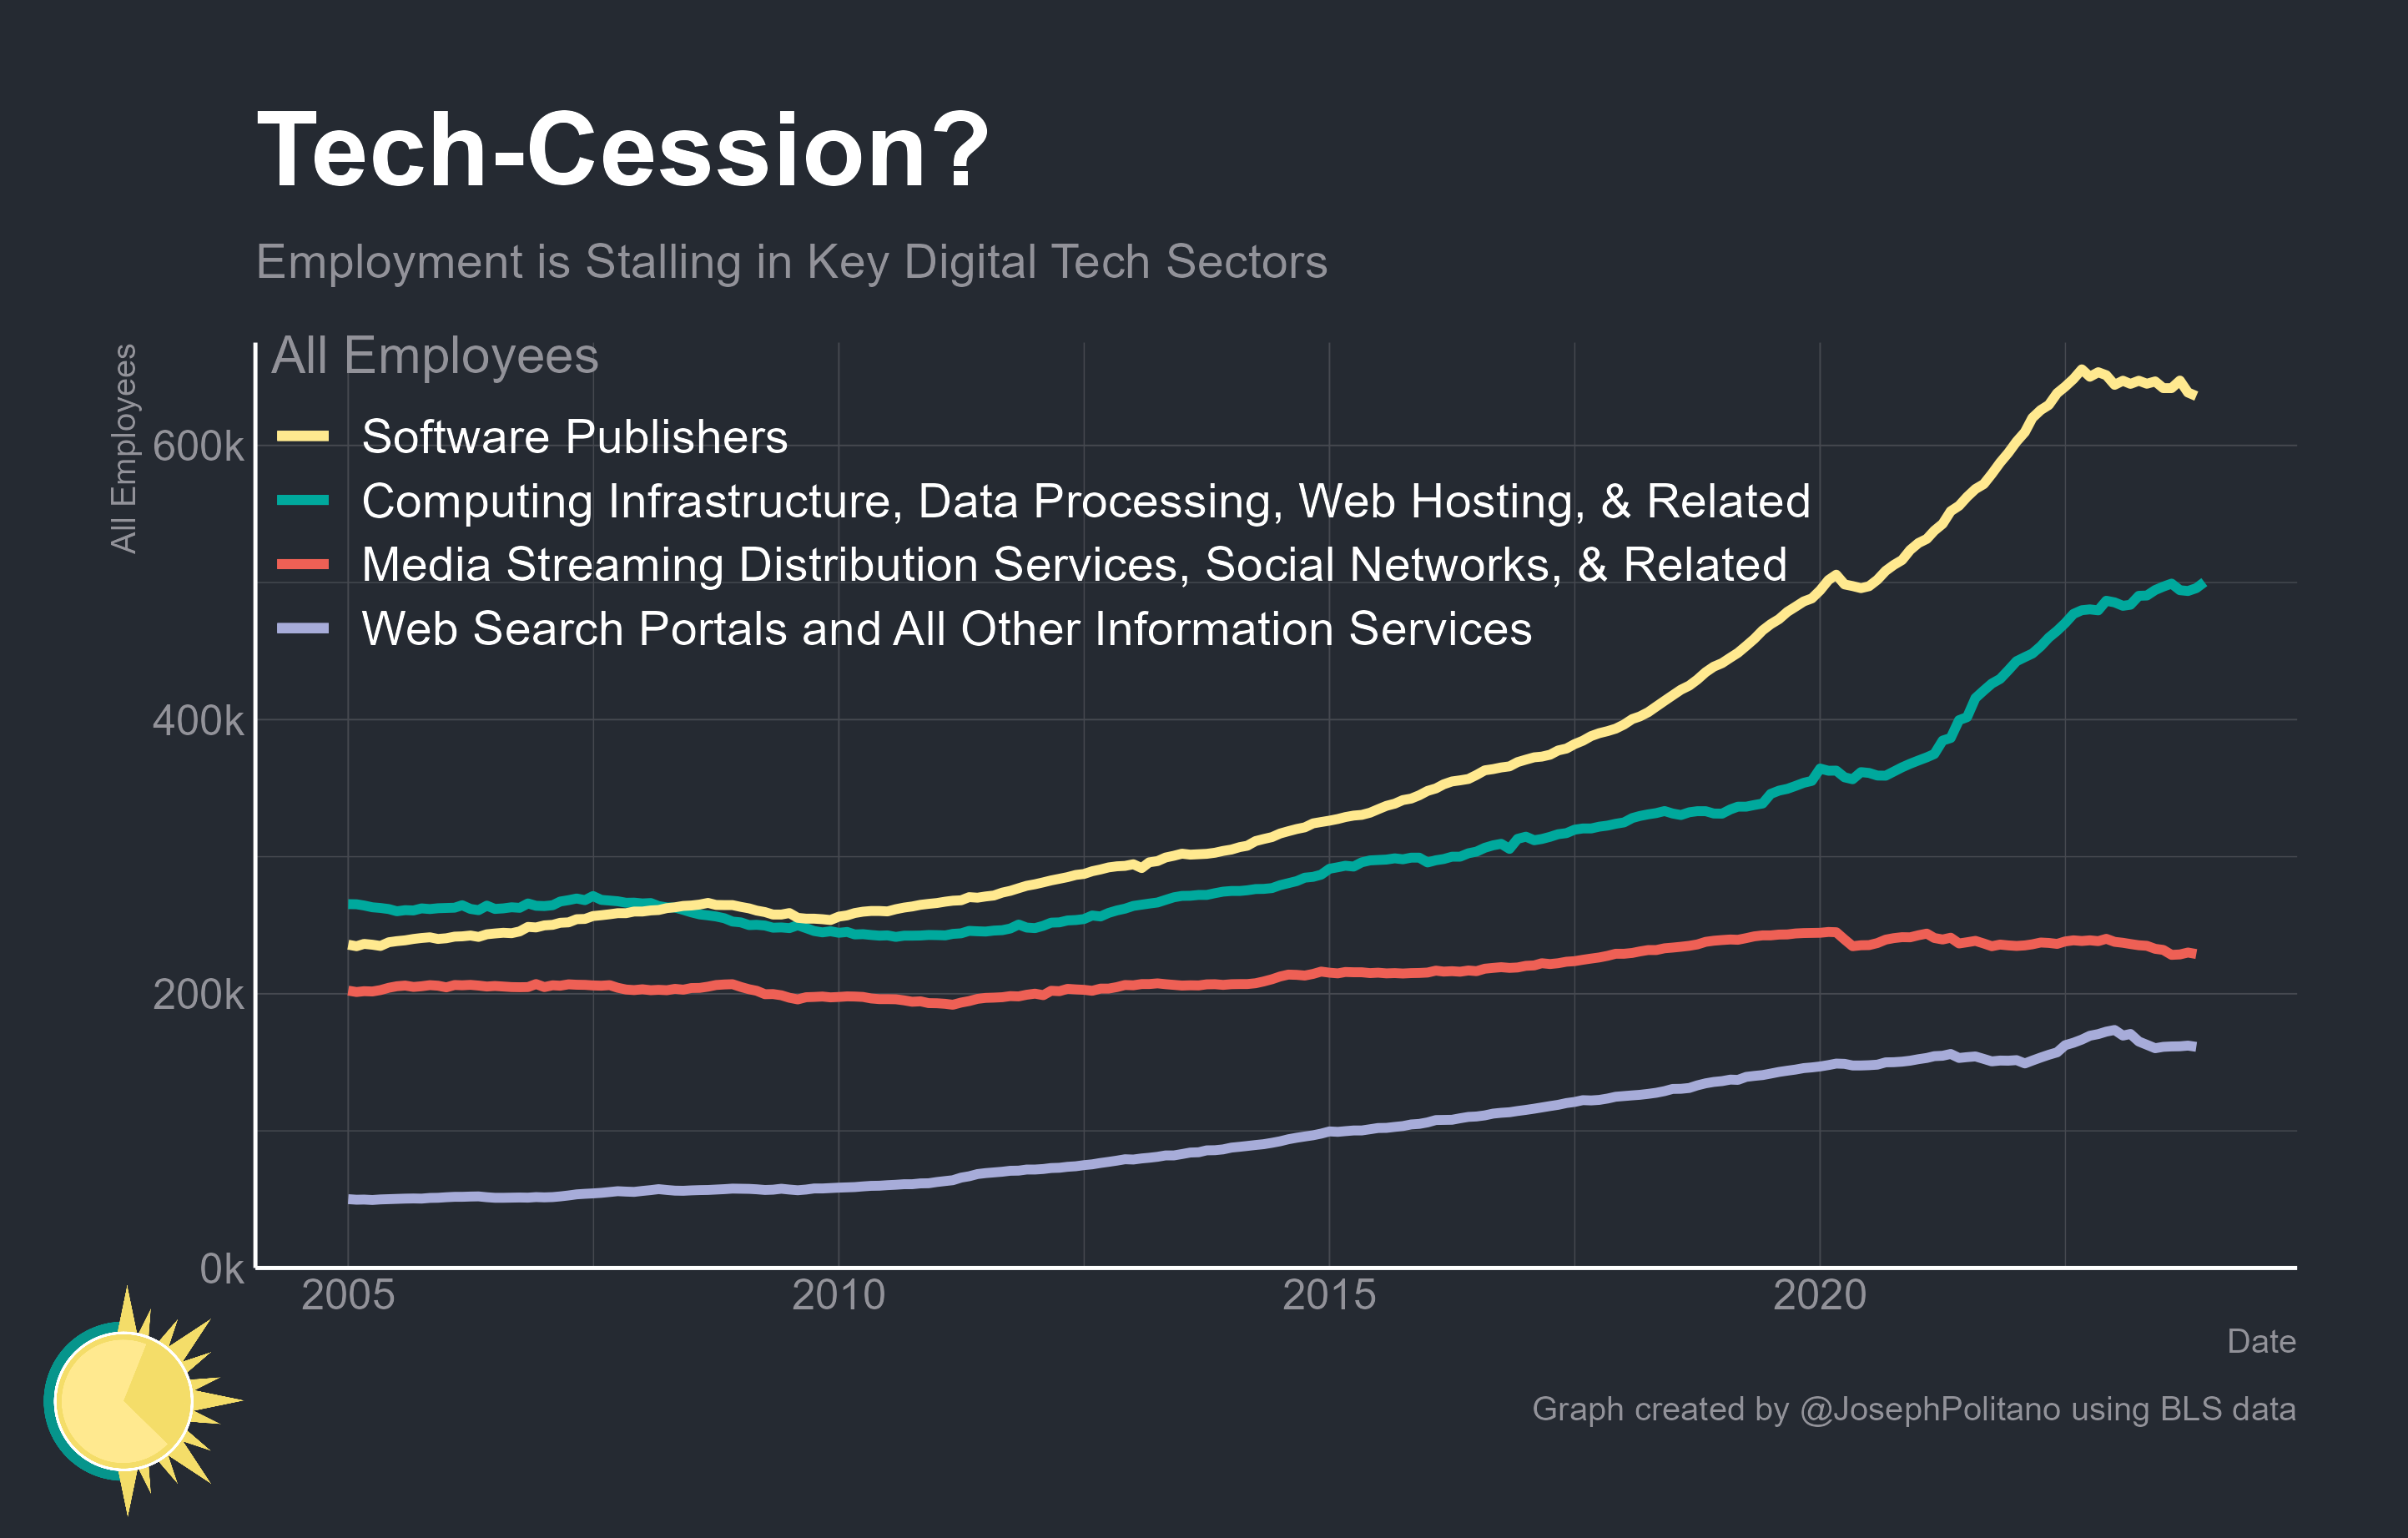 Tech-Cession?
Employment is Stalling in Key Digital Tech Sectors
All Employees
All Employees
Software Publishers
Computing Infrastructure, Data Processing, Web Hosting, & Related
Media Streaming Distribution Services, Social Networks, & Related
Web Search Portals and All Other Information Services
600k
400k
200k
0k
2005 2010 2015 2020
Date
Graph created by @JosephPolitano using BLS data